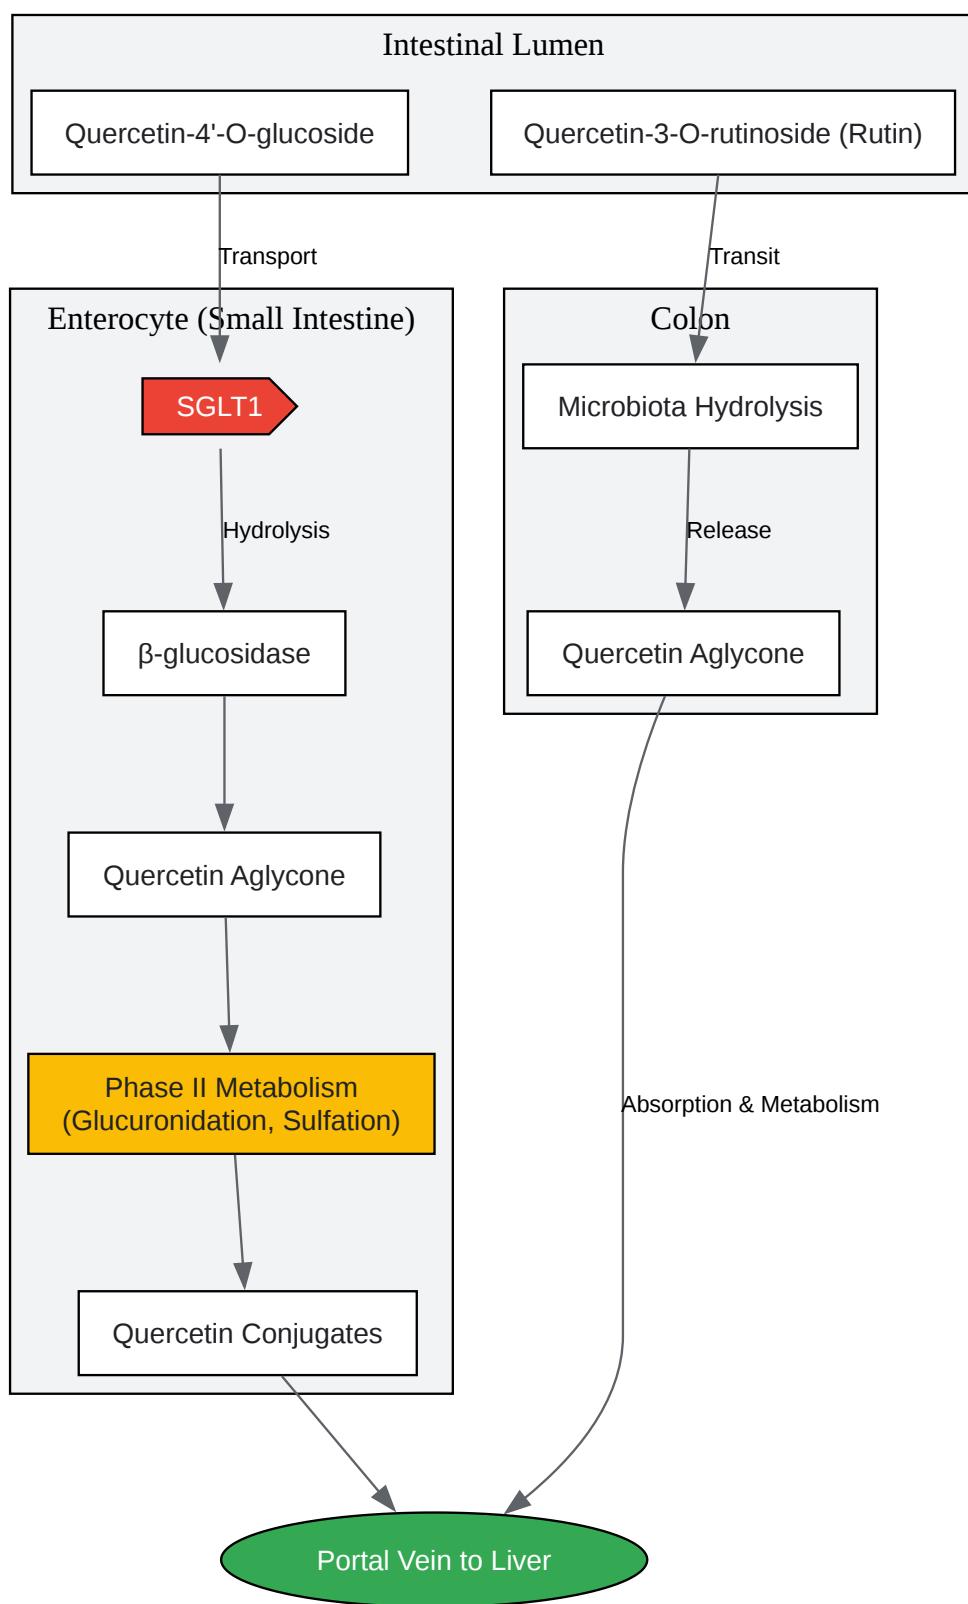 Intestinal Lumen
Quercetin-4'-O-glucoside
Quercetin-3-O-rutinoside (Rutin)
Transport
Transit
Enterocyte (Small Intestine)
Colon
SGLT1
Microbiota Hydrolysis
Hydrolysis
Release
β-glucosidase
Quercetin Aglycone
Quercetin Aglycone
Phase II Metabolism
(Glucuronidation, Sulfation)
Absorption & Metabolism
Quercetin Conjugates
Portal Vein to Liver